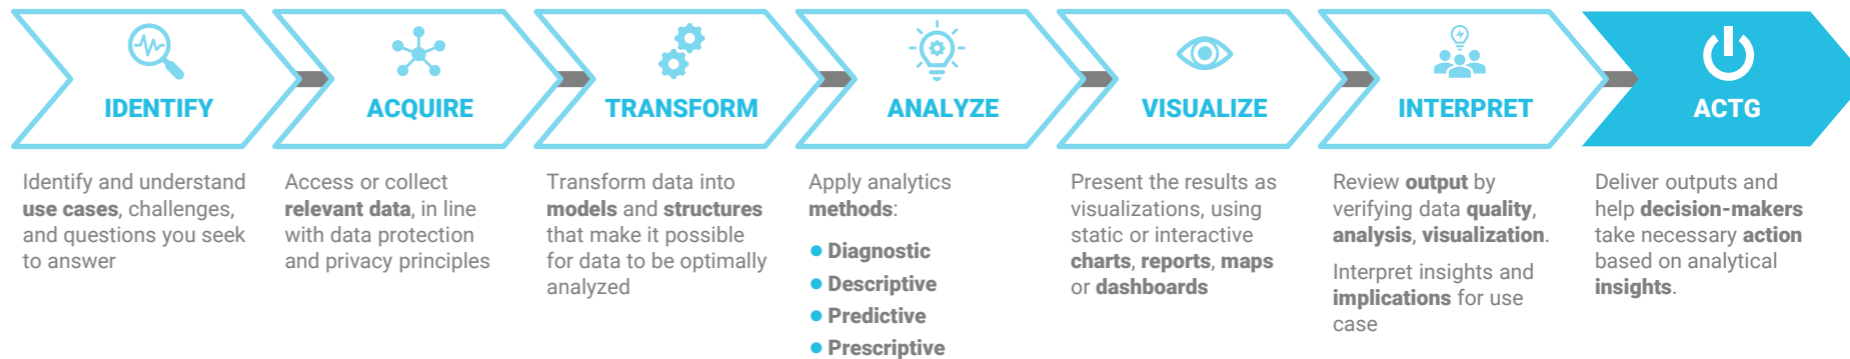 IDENTIFY
Identify and understand
use cases, challenges,
and questions you seek
to answer
ACQUIRE
Access or collect
relevant data, in line
with data protection
and privacy principles
TRANSFORM
Transform data into
models and structures
that make it possible
for data to be optimally
analyzed
ANALYZE
Apply analytics
methods:
• Diagnostic
• Descriptive
• Predictive
• Prescriptive
VISUALIZE
Present the results as
visualizations, using
static or interactive
charts, reports, maps
or dashboards
INTERPRET
Review output by
verifying data quality,
analysis, visualization.
Interpret insights and
implications for use
case
ACTG
Deliver outputs and
help decision-makers
take necessary action
based on analytical
insights.